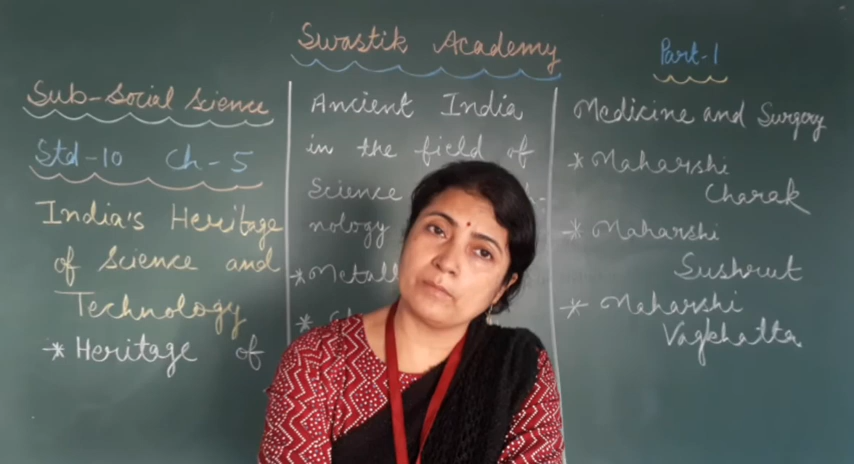 Swastik Academy
Part-1
Sub-Social Science
Std-10 Ch-5
India's Heritage
of Science and
Technology
* Heritage of
Ancient India
in the field of
Science
nology
*
*
Medicine and Surgery
* Maharshi
Charak
* Maharshi
Sushrut
* Maharshi
Vagbhatta